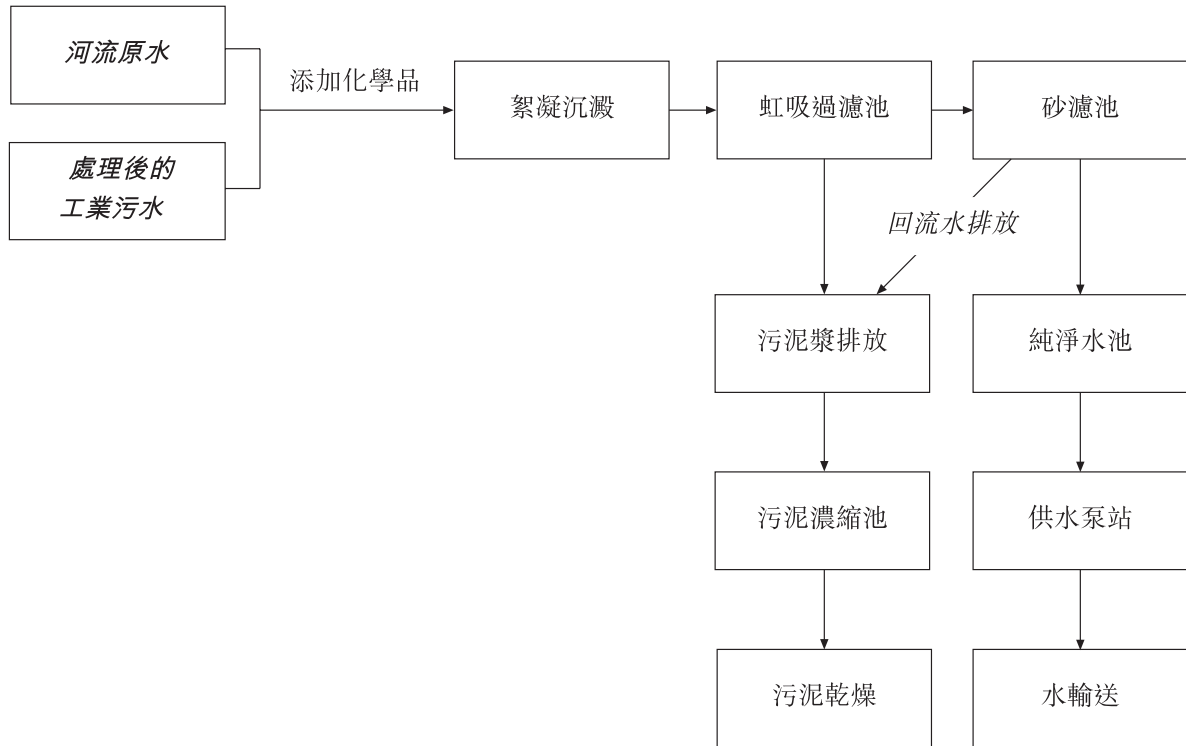 河流原水
添加化學品
絮凝沉澱
虹吸過濾池
砂濾池
處理後的
工業污水
回流水排放
污泥漿排放
純淨水池
污泥濃縮池
供水泵站
污泥乾燥
水輸送